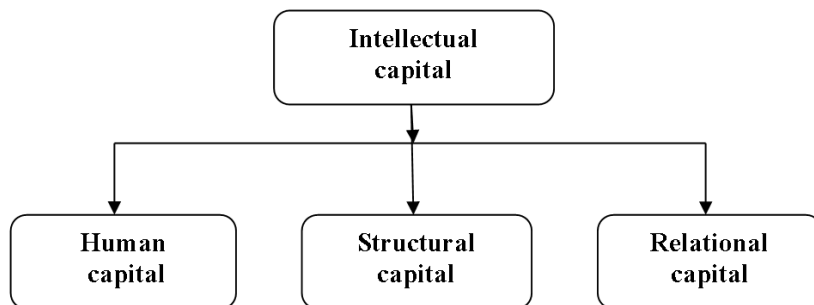 Intellectual
capital
Human
capital
Structural
capital
Relational
capital